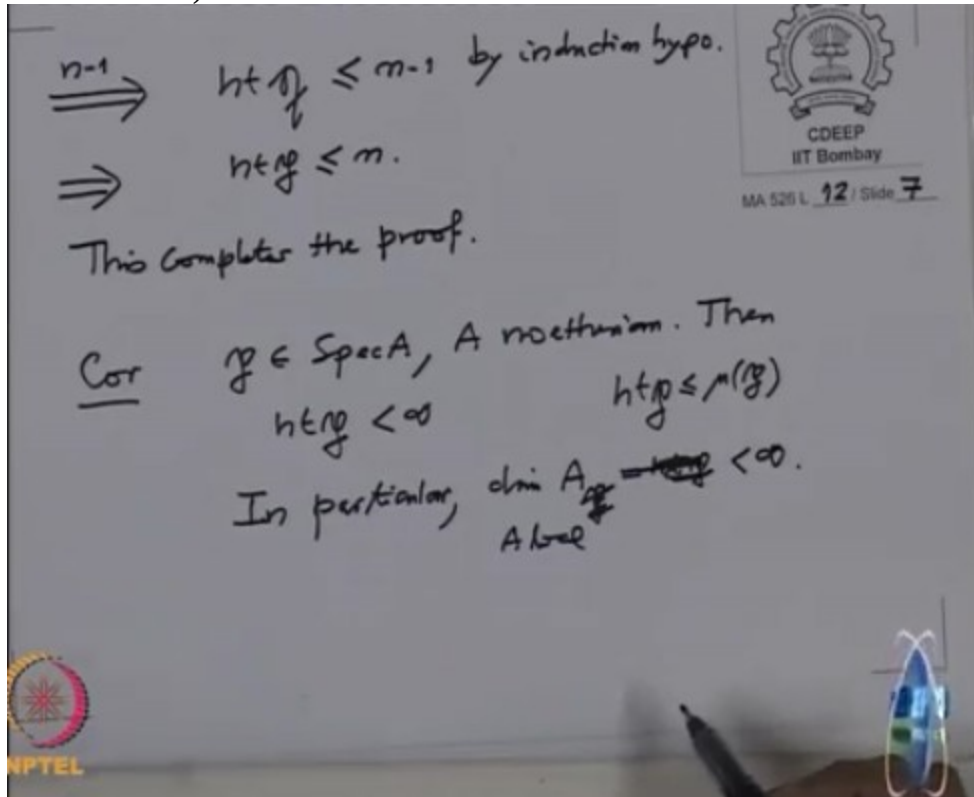 n-1
⟹ ht 𝔮 ≤ n-1 by induction hypo.
⟹ ht 𝔭 ≤ n.
This completes the proof.
CDEEP
IIT Bombay
MA 526 L 12 / Slide 7
Cor 𝔭 ∈ Spec A, A noetherian. Then
ht 𝔭 < ∞ ht 𝔭 ≤ μ(𝔭)
In particular, dim A < ∞.
A local
NPTEL